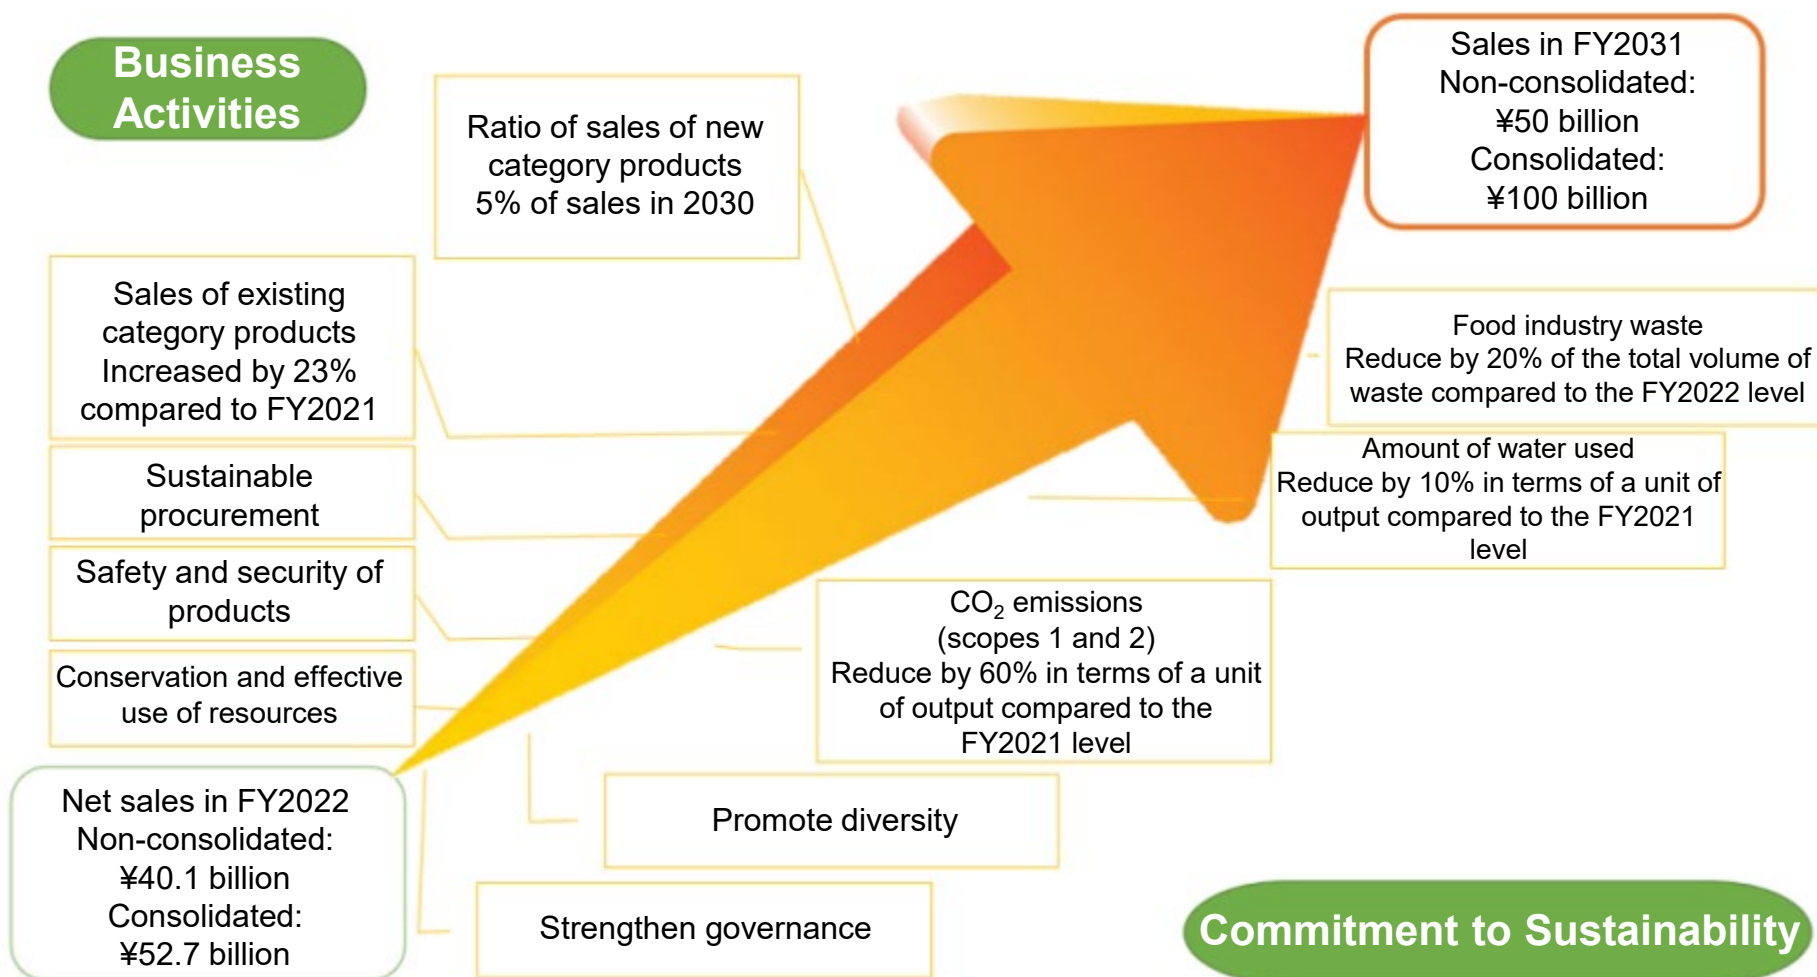 Business
Activities
Ratio of sales of new
category products
5% of sales in 2030
Sales in FY2031
Non-consolidated:
¥50 billion
Consolidated:
¥100 billion
Sales of existing
category products
Increased by 23%
compared to FY2021
Sustainable
procurement
Safety and security of
products
Conservation and effective
use of resources
Net sales in FY2022
Non-consolidated:
¥40.1 billion
Consolidated:
¥52.7 billion
Food industry waste
Reduce by 20% of the total volume of
waste compared to the FY2022 level
Amount of water used
Reduce by 10% in terms of a unit of
output compared to the FY2021
level
CO₂ emissions
(scopes 1 and 2)
Reduce by 60% in terms of a unit
of output compared to the
FY2021 level
Promote diversity
Strengthen governance
Commitment to Sustainability